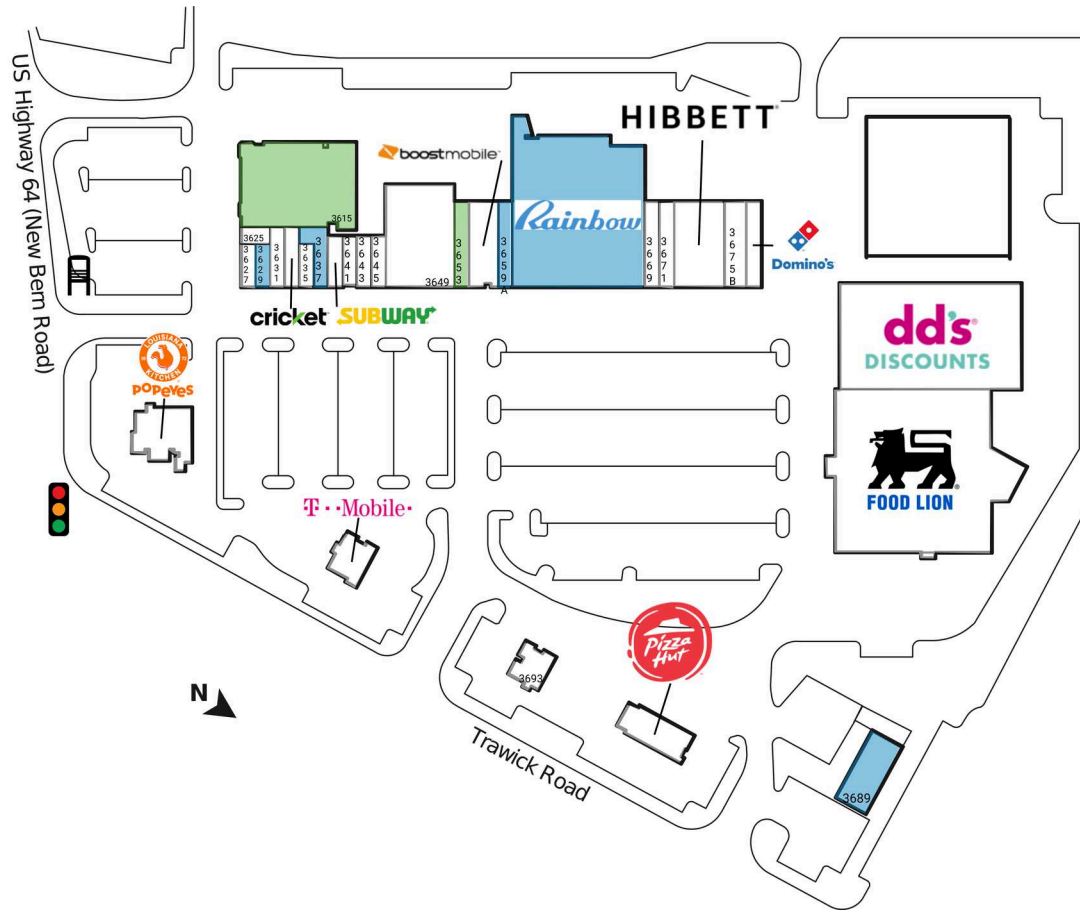 US Highway 64 (New Bern Road)
HIBBETT
boostmobile
Rainbow
3615
3625
3627
3629
3631
3635
3637
3641
3643
3645
3649
3653
3659
A
3669
3671
3675B
Domino's
cricket
SUBWAY
LOUISIANA
KITCHEN
POPEYES
dd's
DISCOUNTS
FOOD LION
T··Mobile·
Pizza
Hut
3693
N
Trawick Road
3689